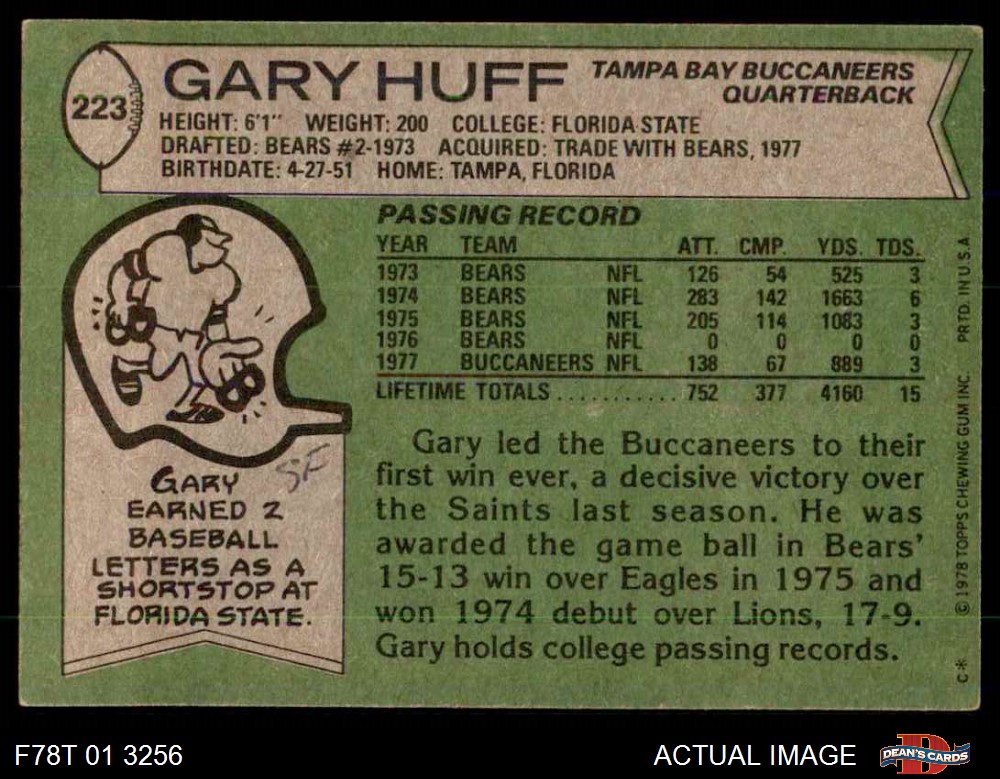 223
GARY HUFF
TAMPA BAY BUCCANEERS
QUARTERBACK
HEIGHT: 6'1" WEIGHT: 200 COLLEGE: FLORIDA STATE
DRAFTED: BEARS #2-1973 ACQUIRED: TRADE WITH BEARS, 1977
BIRTHDATE: 4-27-51 HOME: TAMPA, FLORIDA
PASSING RECORD
YEAR TEAM ATT. CMP. YDS. TDS.
1973 BEARS NFL 126 54 525 3
1974 BEARS NFL 283 142 1663 6
1975 BEARS NFL 205 114 1083 3
1976 BEARS NFL 0 0 0 0
1977 BUCCANEERS NFL 138 67 889 3
LIFETIME TOTALS ........... 752 377 4160 15
Gary led the Buccaneers to their
first win ever, a decisive victory over
the Saints last season. He was
awarded the game ball in Bears'
15-13 win over Eagles in 1975 and
won 1974 debut over Lions, 17-9.
Gary holds college passing records.
SF
GARY
EARNED 2
BASEBALL
LETTERS AS A
SHORTSTOP AT
FLORIDA STATE.
C* © 1978 TOPPS CHEWING GUM INC. PRTD. IN U.S.A
F78T 01 3256
ACTUAL IMAGE
D
DEAN'S CARDS